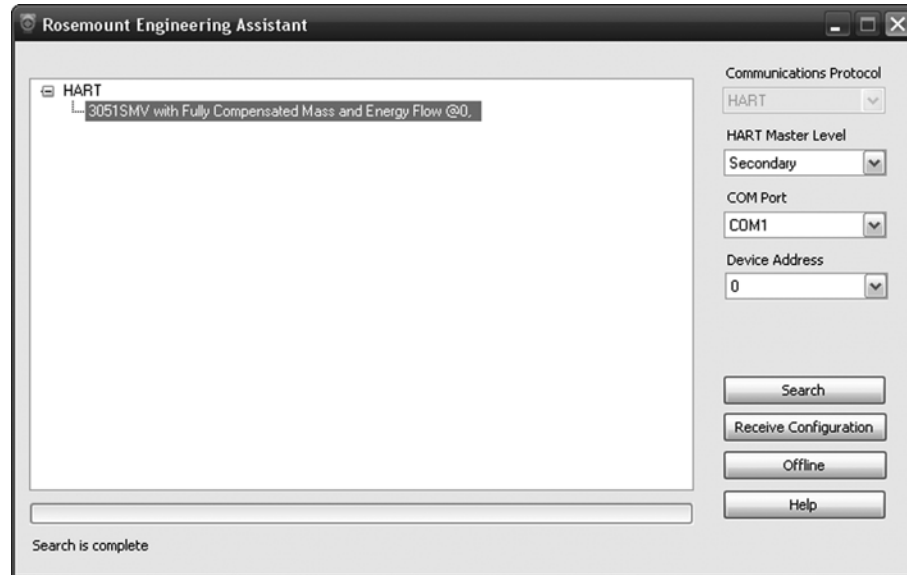 Rosemount Engineering Assistant
HART
3051SMV with Fully Compensated Mass and Energy Flow @0,
Communications Protocol
HART
HART Master Level
Secondary
COM Port
COM1
Device Address
0
Search
Receive Configuration
Offline
Help
Search is complete